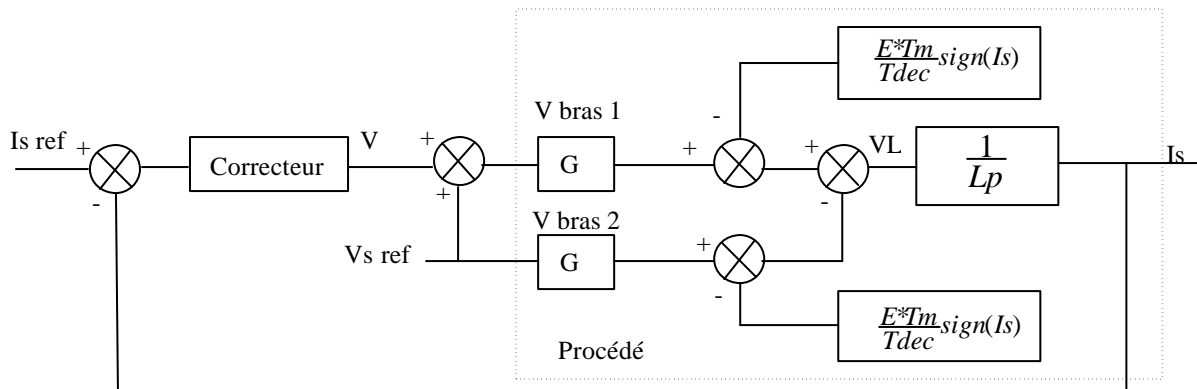 E*Tm
Tdec
sign(Is)
-
V bras 1
Is ref
+
Correcteur
V
+
G
+
+
VL
1
Lp
Is
-
+
-
V bras 2
Vs ref
G
+
-
E*Tm
Tdec
sign(Is)
Procédé